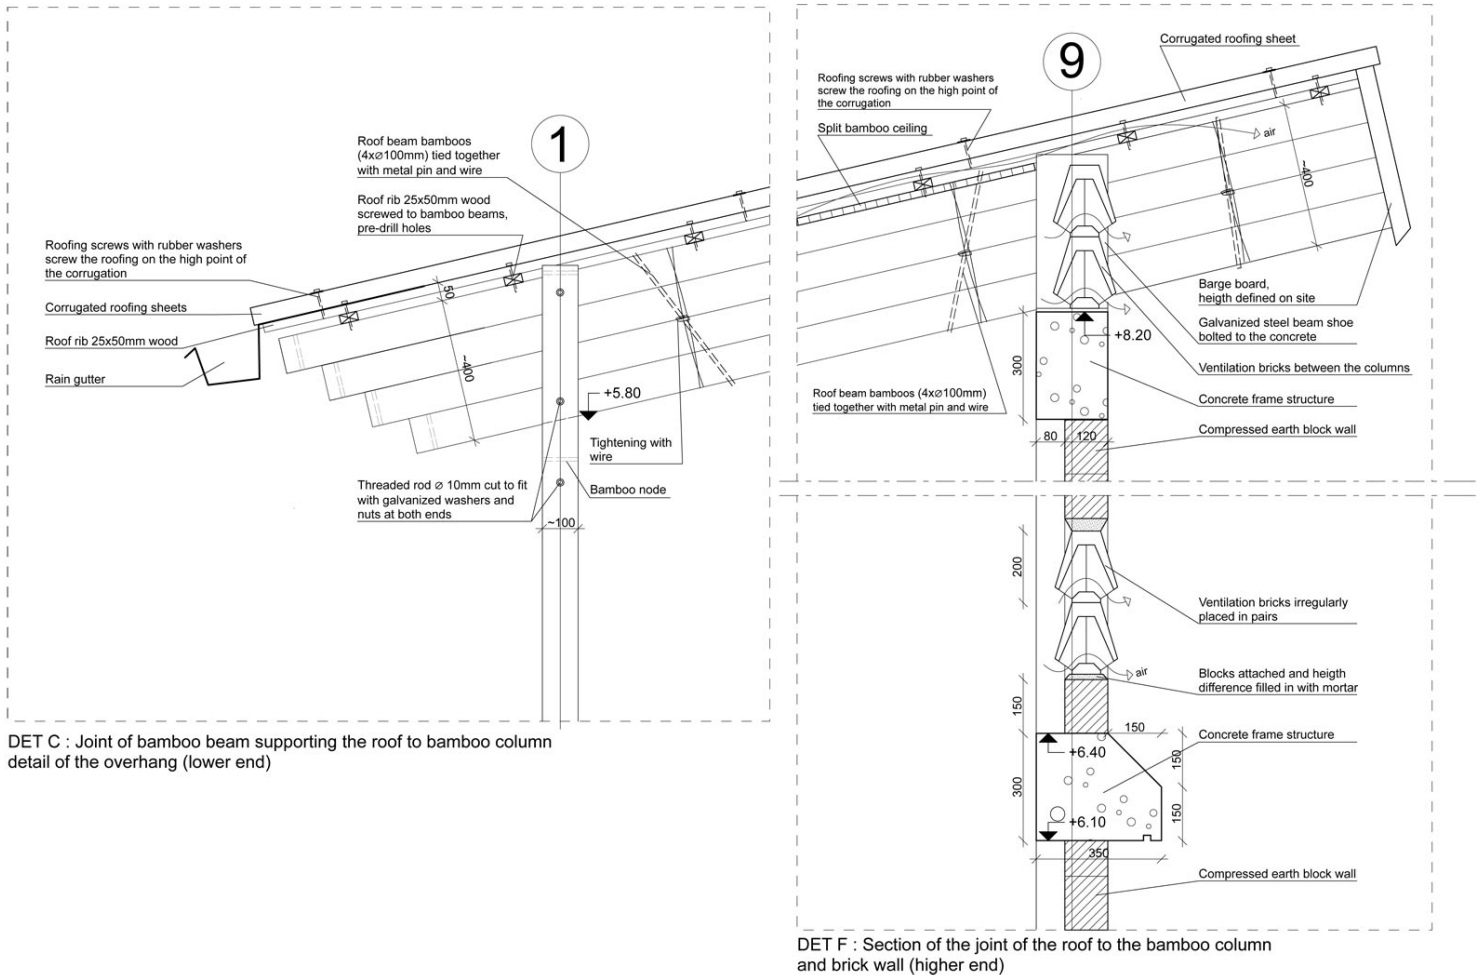 1
Roof beam bamboos
(4xø100mm) tied together
with metal pin and wire
Roof rib 25x50mm wood
screwed to bamboo beams,
pre-drill holes
Roofing screws with rubber washers
screw the roofing on the high point of
the corrugation
Corrugated roofing sheets
Roof rib 25x50mm wood
Rain gutter
50
~400
+5.80
Tightening with
wire
Threaded rod ø 10mm cut to fit
with galvanized washers and
nuts at both ends
Bamboo node
~100
DET C : Joint of bamboo beam supporting the roof to bamboo column
detail of the overhang (lower end)
9
Corrugated roofing sheet
Roofing screws with rubber washers
screw the roofing on the high point of
the corrugation
Split bamboo ceiling
air
~400
Barge board,
heigth defined on site
Galvanized steel beam shoe
bolted to the concrete
+8.20
300
Ventilation bricks between the columns
Roof beam bamboos (4xø100mm)
tied together with metal pin and wire
Concrete frame structure
80
120
Compressed earth block wall
200
Ventilation bricks irregularly
placed in pairs
air
Blocks attached and heigth
difference filled in with mortar
150
150
Concrete frame structure
+6.40
150
300
+6.10
150
350
Compressed earth block wall
DET F : Section of the joint of the roof to the bamboo column
and brick wall (higher end)